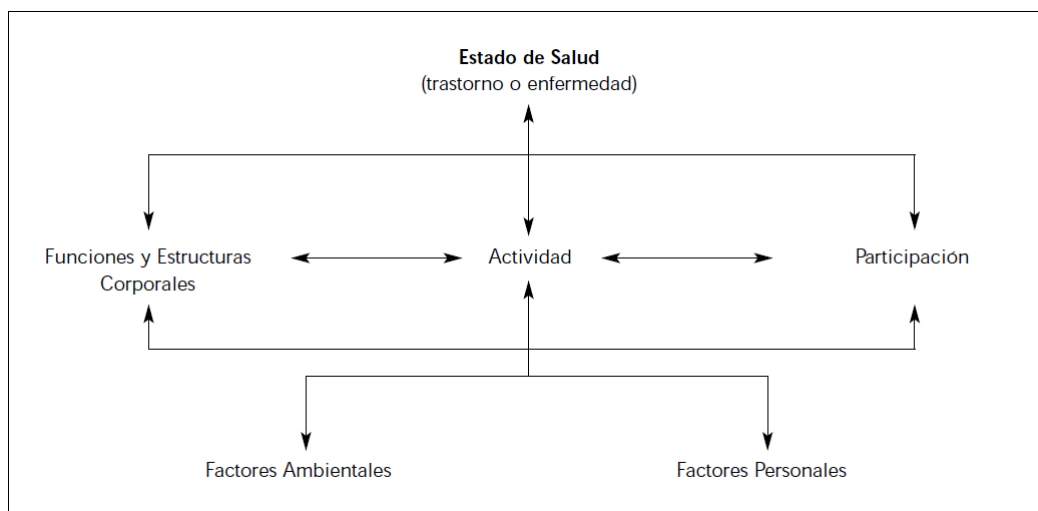 Estado de Salud
(trastorno o enfermedad)
Funciones y Estructuras
Corporales
Actividad
Participación
Factores Ambientales
Factores Personales